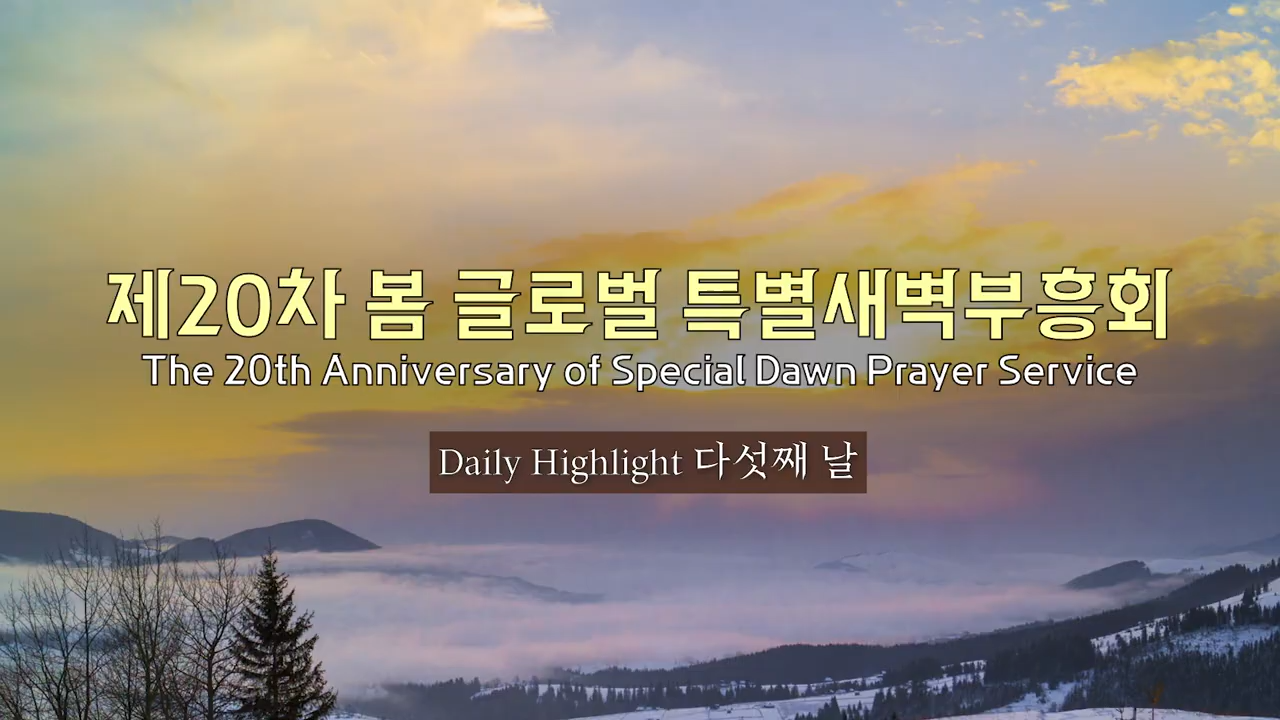 제20차 봄 글로벌 특별새벽부흥회
The 20th Anniversary of Special Dawn Prayer Service
Daily Highlight 다섯째 날